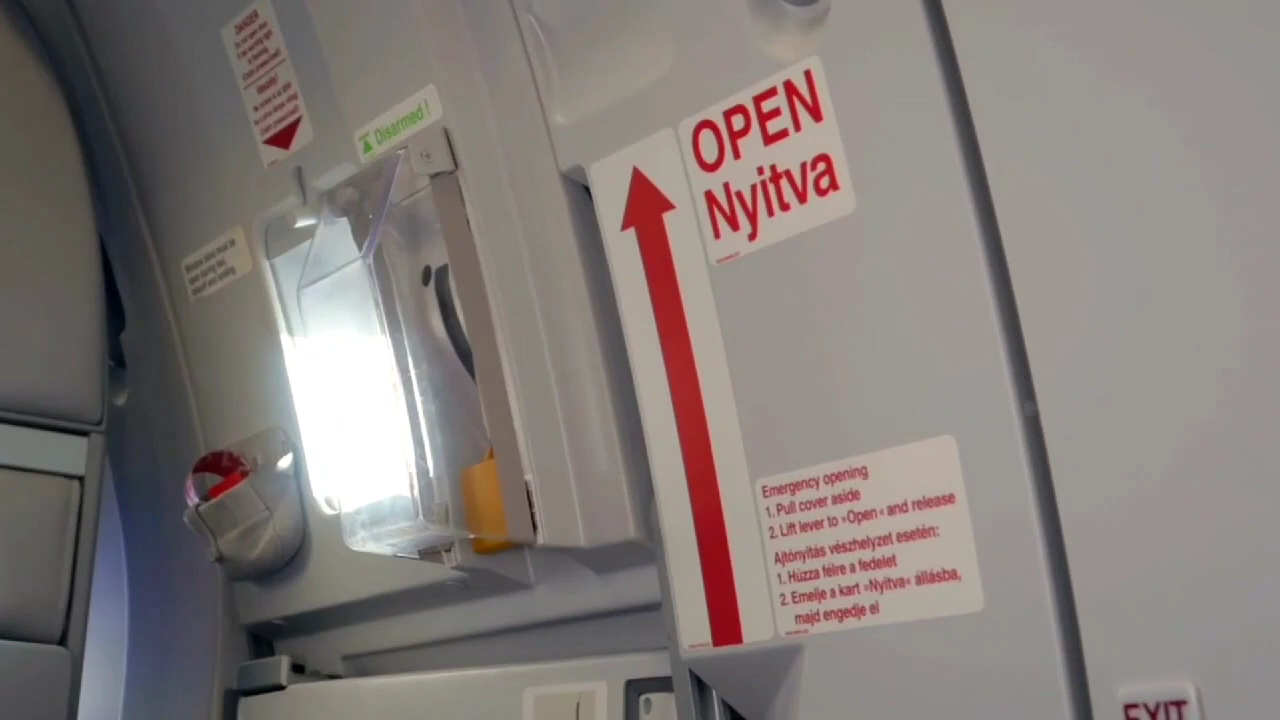 DANGER
Disarmed !
OPEN
Nyitva
Emergency opening
1. Pull cover aside
2. Lift lever to »Open« and release
Ajtónyitás vészhelyzet esetén:
1. Húzza félre a fedelet
2. Emelje a kart »Nyitva« állásba,
majd engedje el
EXIT